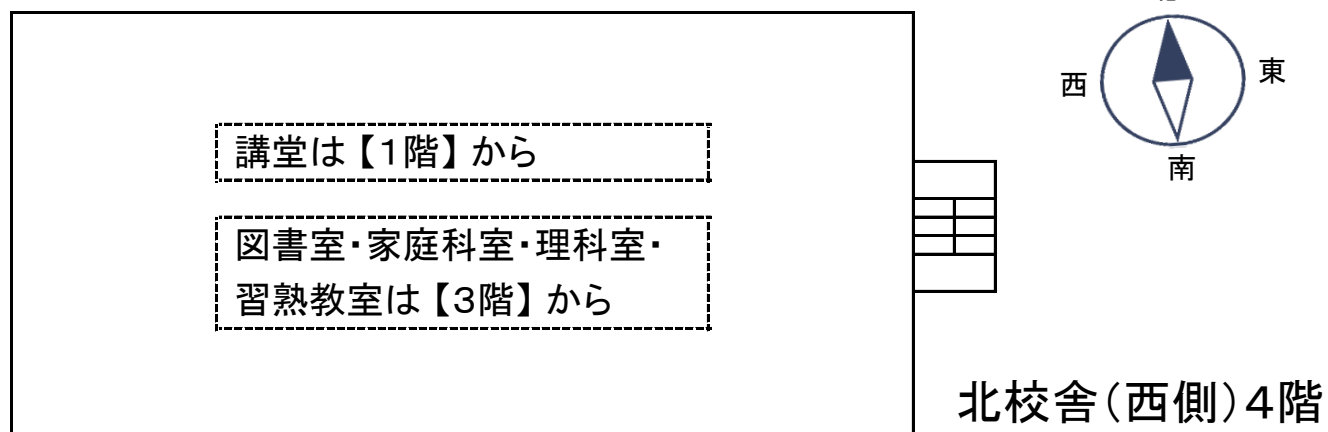 西
東
南
講堂は【1階】から
図書室・家庭科室・理科室・
習熟教室は【3階】から
北校舎(西側)4階